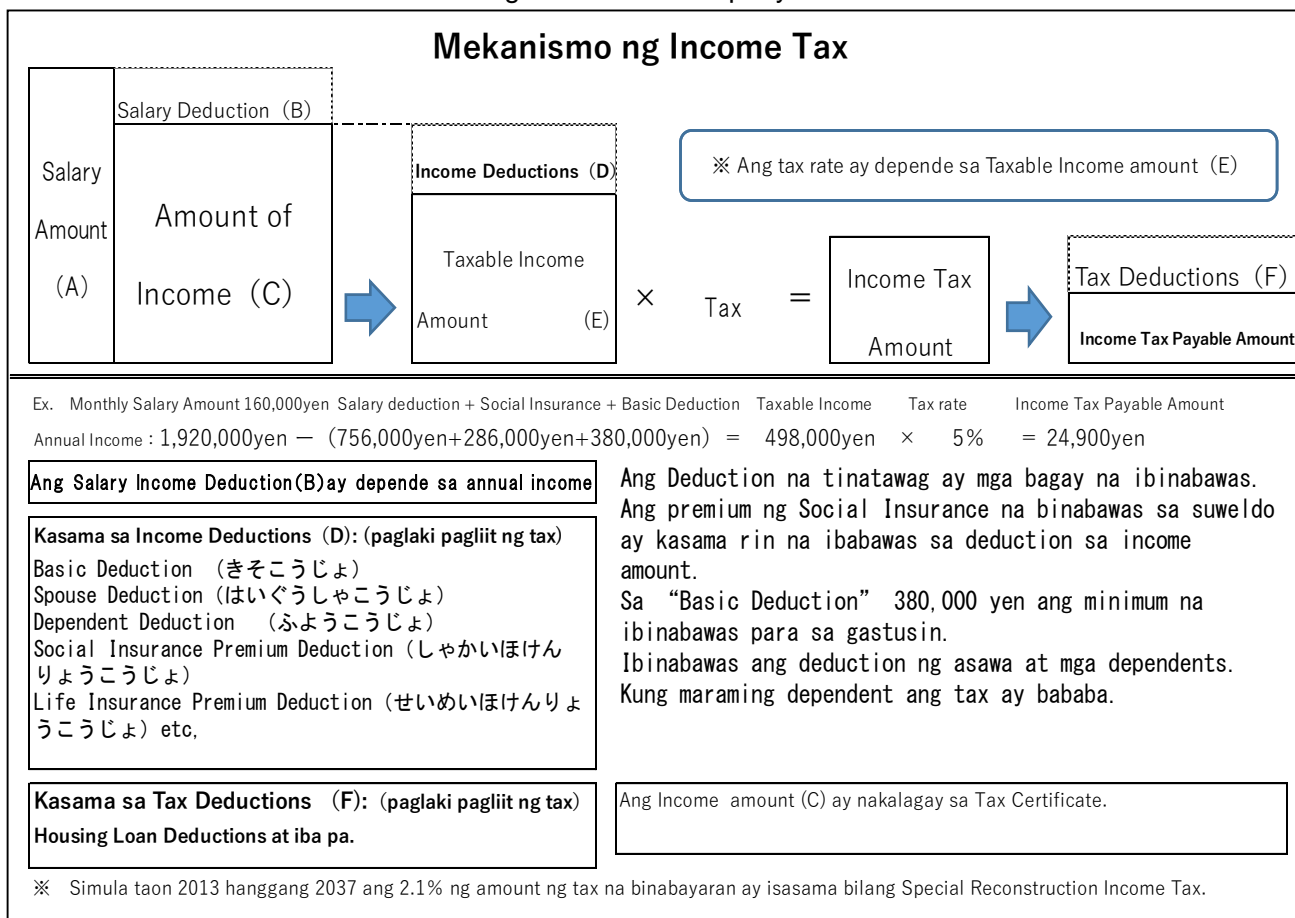 Mekanismo ng Income Tax
Salary Deduction（B）
Salary
Amount
（A）
Amount of
Income（C）
Income Deductions（D）
Taxable Income
Amount （E）
※ Ang tax rate ay depende sa Taxable Income amount（E）
×
Tax
＝
Income Tax
Amount
Tax Deductions（F）
Income Tax Payable Amount
Ex. Monthly Salary Amount 160,000yen Salary deduction + Social Insurance + Basic Deduction Taxable Income Tax rate Income Tax Payable Amount
Annual Income：1,920,000yen － （756,000yen+286,000yen+380,000yen） ＝ 498,000yen × 5% ＝24,900yen
Ang Salary Income Deduction(B)ay depende sa annual income
Kasama sa Income Deductions（D）: (paglaki pagliit ng tax)
Basic Deduction （きそこうじょ）
Spouse Deduction（はいぐうしゃこうじょ）
Dependent Deduction （ふようこうじょ）
Social Insurance Premium Deduction（しゃかいほけん
りょうこうじょ）
Life Insurance Premium Deduction（せいめいほけんりょ
うこうじょ）etc,
Kasama sa Tax Deductions （F）: (paglaki pagliit ng tax)
Housing Loan Deductions at iba pa.
Ang Deduction na tinatawag ay mga bagay na ibinabawas.
Ang premium ng Social Insurance na binabawas sa suweldo
ay kasama rin na ibabawas sa deduction sa income
amount.
Sa “Basic Deduction” 380,000 yen ang minimum na
ibinabawas para sa gastusin.
Ibinabawas ang deduction ng asawa at mga dependents.
Kung maraming dependent ang tax ay bababa.
Ang Income amount (C) ay nakalagay sa Tax Certificate.
※ Simula taon 2013 hanggang 2037 ang 2.1% ng amount ng tax na binabayaran ay isasama bilang Special Reconstruction Income Tax.